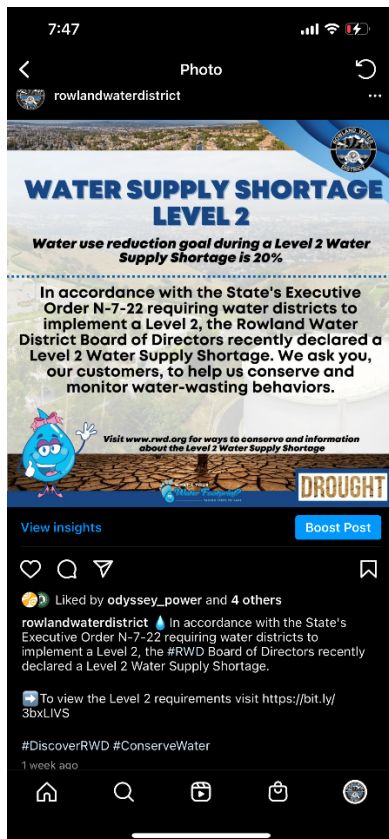 7:47
Photo
rowlandwaterdistrict
ROWLAND WATER
DISTRICT
WATER SUPPLY SHORTAGE
LEVEL 2
Water use reduction goal during a Level 2 Water
Supply Shortage is 20%
In accordance with the State's Executive
Order N-7-22 requiring water districts to
implement a Level 2, the Rowland Water
District Board of Directors recently declared a
Level 2 Water Supply Shortage. We ask you,
our customers, to help us conserve and
monitor water-wasting behaviors.
Visit www.rwd.org for ways to conserve and information
about the Level 2 Water Supply Shortage
Water Footprint?
DROUGHT
View insights
Boost Post
Liked by odyssey_power and 4 others
rowlandwaterdistrict 💧 In accordance with the State's
Executive Order N-7-22 requiring water districts to
implement a Level 2, the #RWD Board of Directors recently
declared a Level 2 Water Supply Shortage.
➡️To view the Level 2 requirements visit https://bit.ly/
3bxLIVS
#DiscoverRWD #ConserveWater
1 week ago